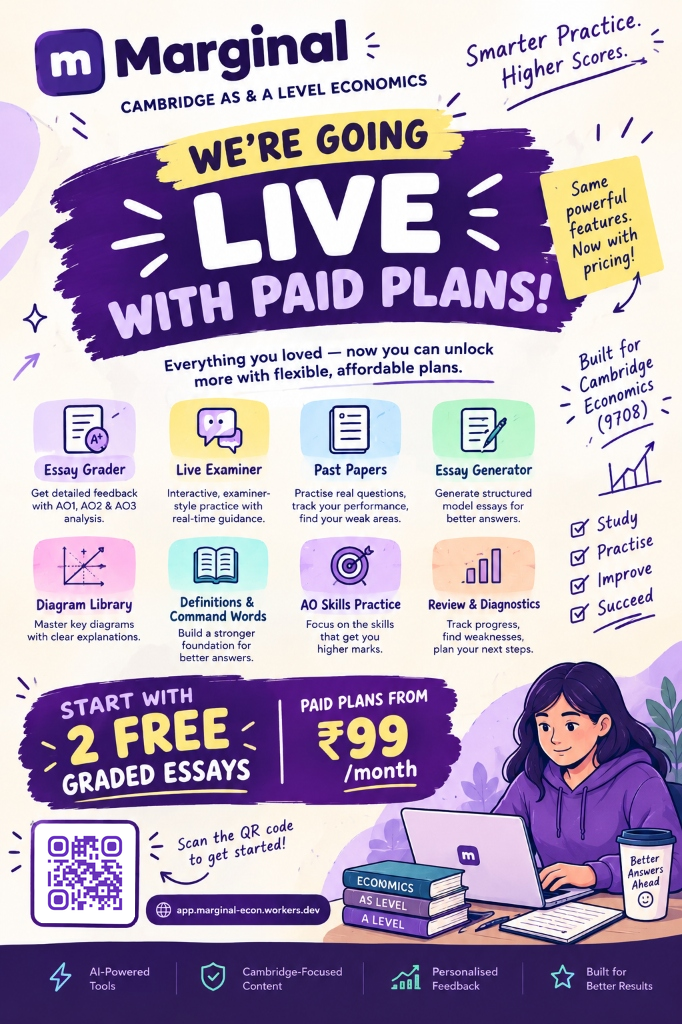 m Marginal
CAMBRIDGE AS & A LEVEL ECONOMICS
Smarter Practice.
Higher Scores.
WE'RE GOING
LIVE
WITH PAID PLANS!
Same
powerful
features.
Now with
pricing!
Everything you loved — now you can unlock
more with flexible, affordable plans.
Built for
Cambridge
Economics
(9708)
A+
Essay Grader
Get detailed feedback
with AO1, AO2 & AO3
analysis.
Live Examiner
Interactive, examiner-
style practice with
real-time guidance.
Past Papers
Practise real questions,
track your performance,
find your weak areas.
Essay Generator
Generate structured
model essays for
better answers.
Study
Practise
Improve
Succeed
Diagram Library
Master key diagrams
with clear explanations.
Definitions &
Command Words
Build a stronger
foundation for
better answers.
AO Skills Practice
Focus on the skills
that get you
higher marks.
Review & Diagnostics
Track progress,
find weaknesses,
plan your next steps.
START WITH
2 FREE
GRADED ESSAYS
PAID PLANS FROM
₹99
/month
Scan the QR code
to get started!
app.marginal-econ.workers.dev
m
ECONOMICS
AS LEVEL
A LEVEL
Better
Answers
Ahead
AI-Powered
Tools
Cambridge-Focused
Content
Personalised
Feedback
Built for
Better Results